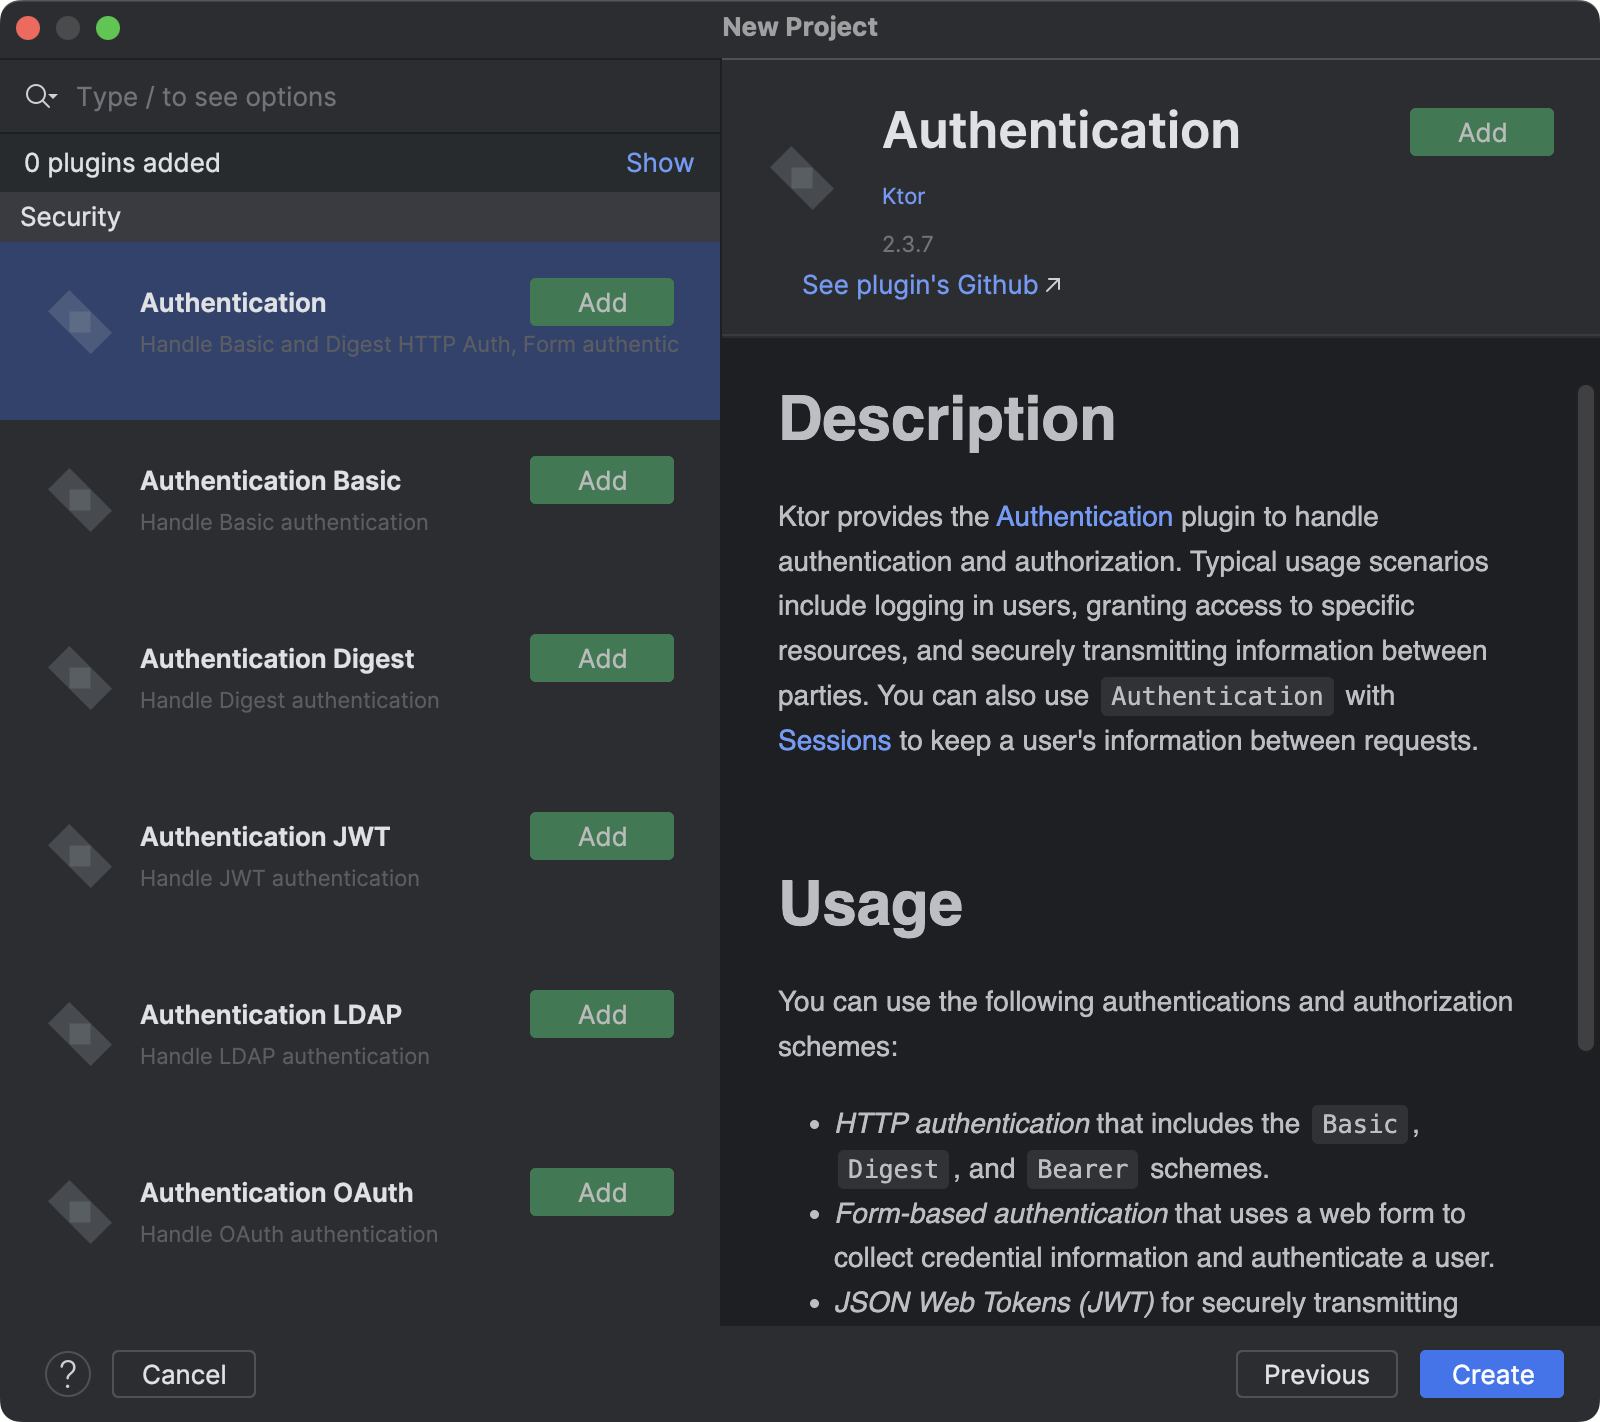 New Project
Type / to see options
0 plugins added
Show
Security
Authentication
Add
Handle Basic and Digest HTTP Auth, Form authentic
Authentication Basic
Add
Handle Basic authentication
Authentication Digest
Add
Handle Digest authentication
Authentication JWT
Add
Handle JWT authentication
Authentication LDAP
Add
Handle LDAP authentication
Authentication OAuth
Add
Handle OAuth authentication
Authentication
Add
Ktor
2.3.7
See plugin's Github ↗
Description
Ktor provides the Authentication plugin to handle
authentication and authorization. Typical usage scenarios
include logging in users, granting access to specific
resources, and securely transmitting information between
parties. You can also use Authentication with
Sessions to keep a user's information between requests.
Usage
You can use the following authentications and authorization
schemes:
• HTTP authentication that includes the Basic ,
Digest , and Bearer schemes.
• Form-based authentication that uses a web form to
collect credential information and authenticate a user.
• JSON Web Tokens (JWT) for securely transmitting
?
Cancel
Previous
Create